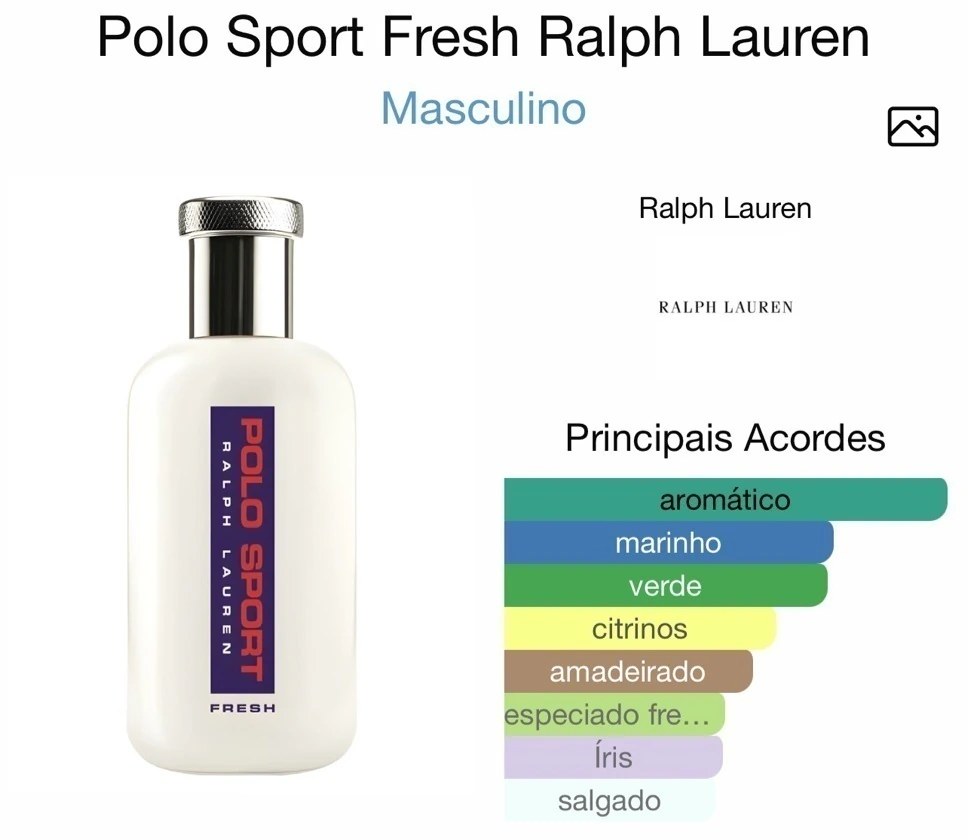 Polo Sport Fresh Ralph Lauren
Masculino
Ralph Lauren
RALPH LAUREN
Principais Acordes
aromático
marinho
verde
citrinos
amadeirado
especiado fre...
Íris
salgado
POLO SPORT
RALPH LAUREN
FRESH